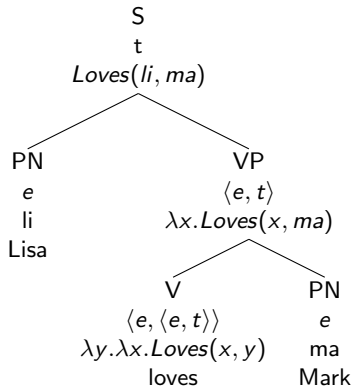 S
t
Loves(li, ma)
PN
e
li
Lisa
VP
⟨e, t⟩
λx.Loves(x, ma)
V
⟨e, ⟨e, t⟩⟩
λy.λx.Loves(x, y)
loves
PN
e
ma
Mark